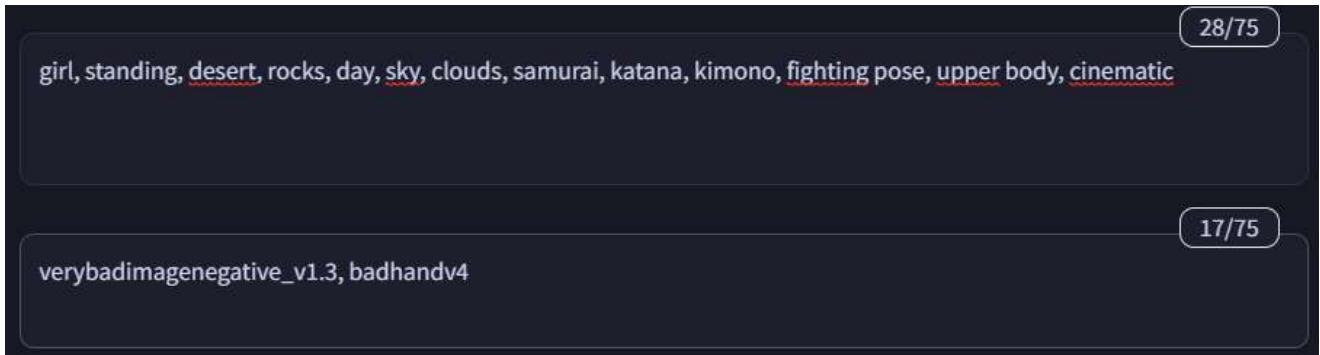 28/75
girl, standing, desert, rocks, day, sky, clouds, samurai, katana, kimono, fighting pose, upper body, cinematic
17/75
verybadimagenegative_v1.3, badhandv4